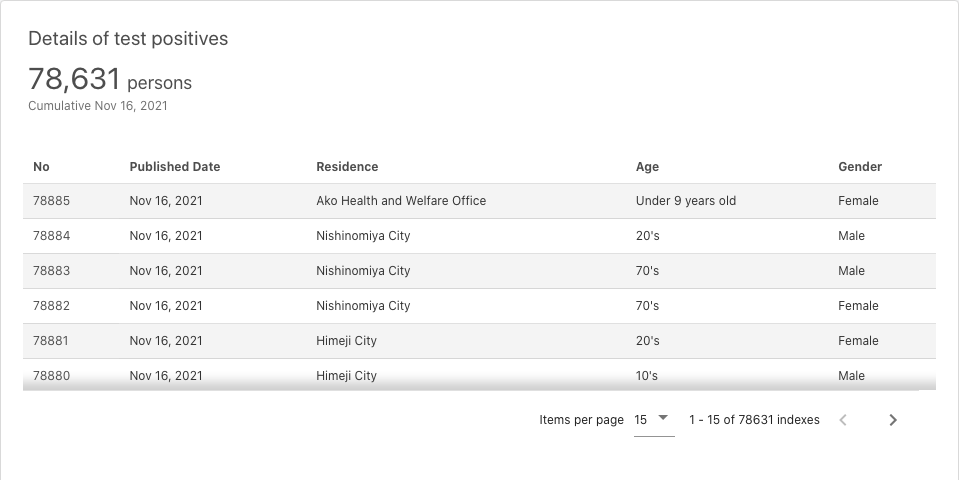 Details of test positives
78,631 persons
Cumulative Nov 16, 2021
No Published Date Residence Age Gender
78885 Nov 16, 2021 Ako Health and Welfare Office Under 9 years old Female
78884 Nov 16, 2021 Nishinomiya City 20's Male
78883 Nov 16, 2021 Nishinomiya City 70's Male
78882 Nov 16, 2021 Nishinomiya City 70's Female
78881 Nov 16, 2021 Himeji City 20's Female
78880 Nov 16, 2021 Himeji City 10's Male
Items per page 15 1 - 15 of 78631 indexes